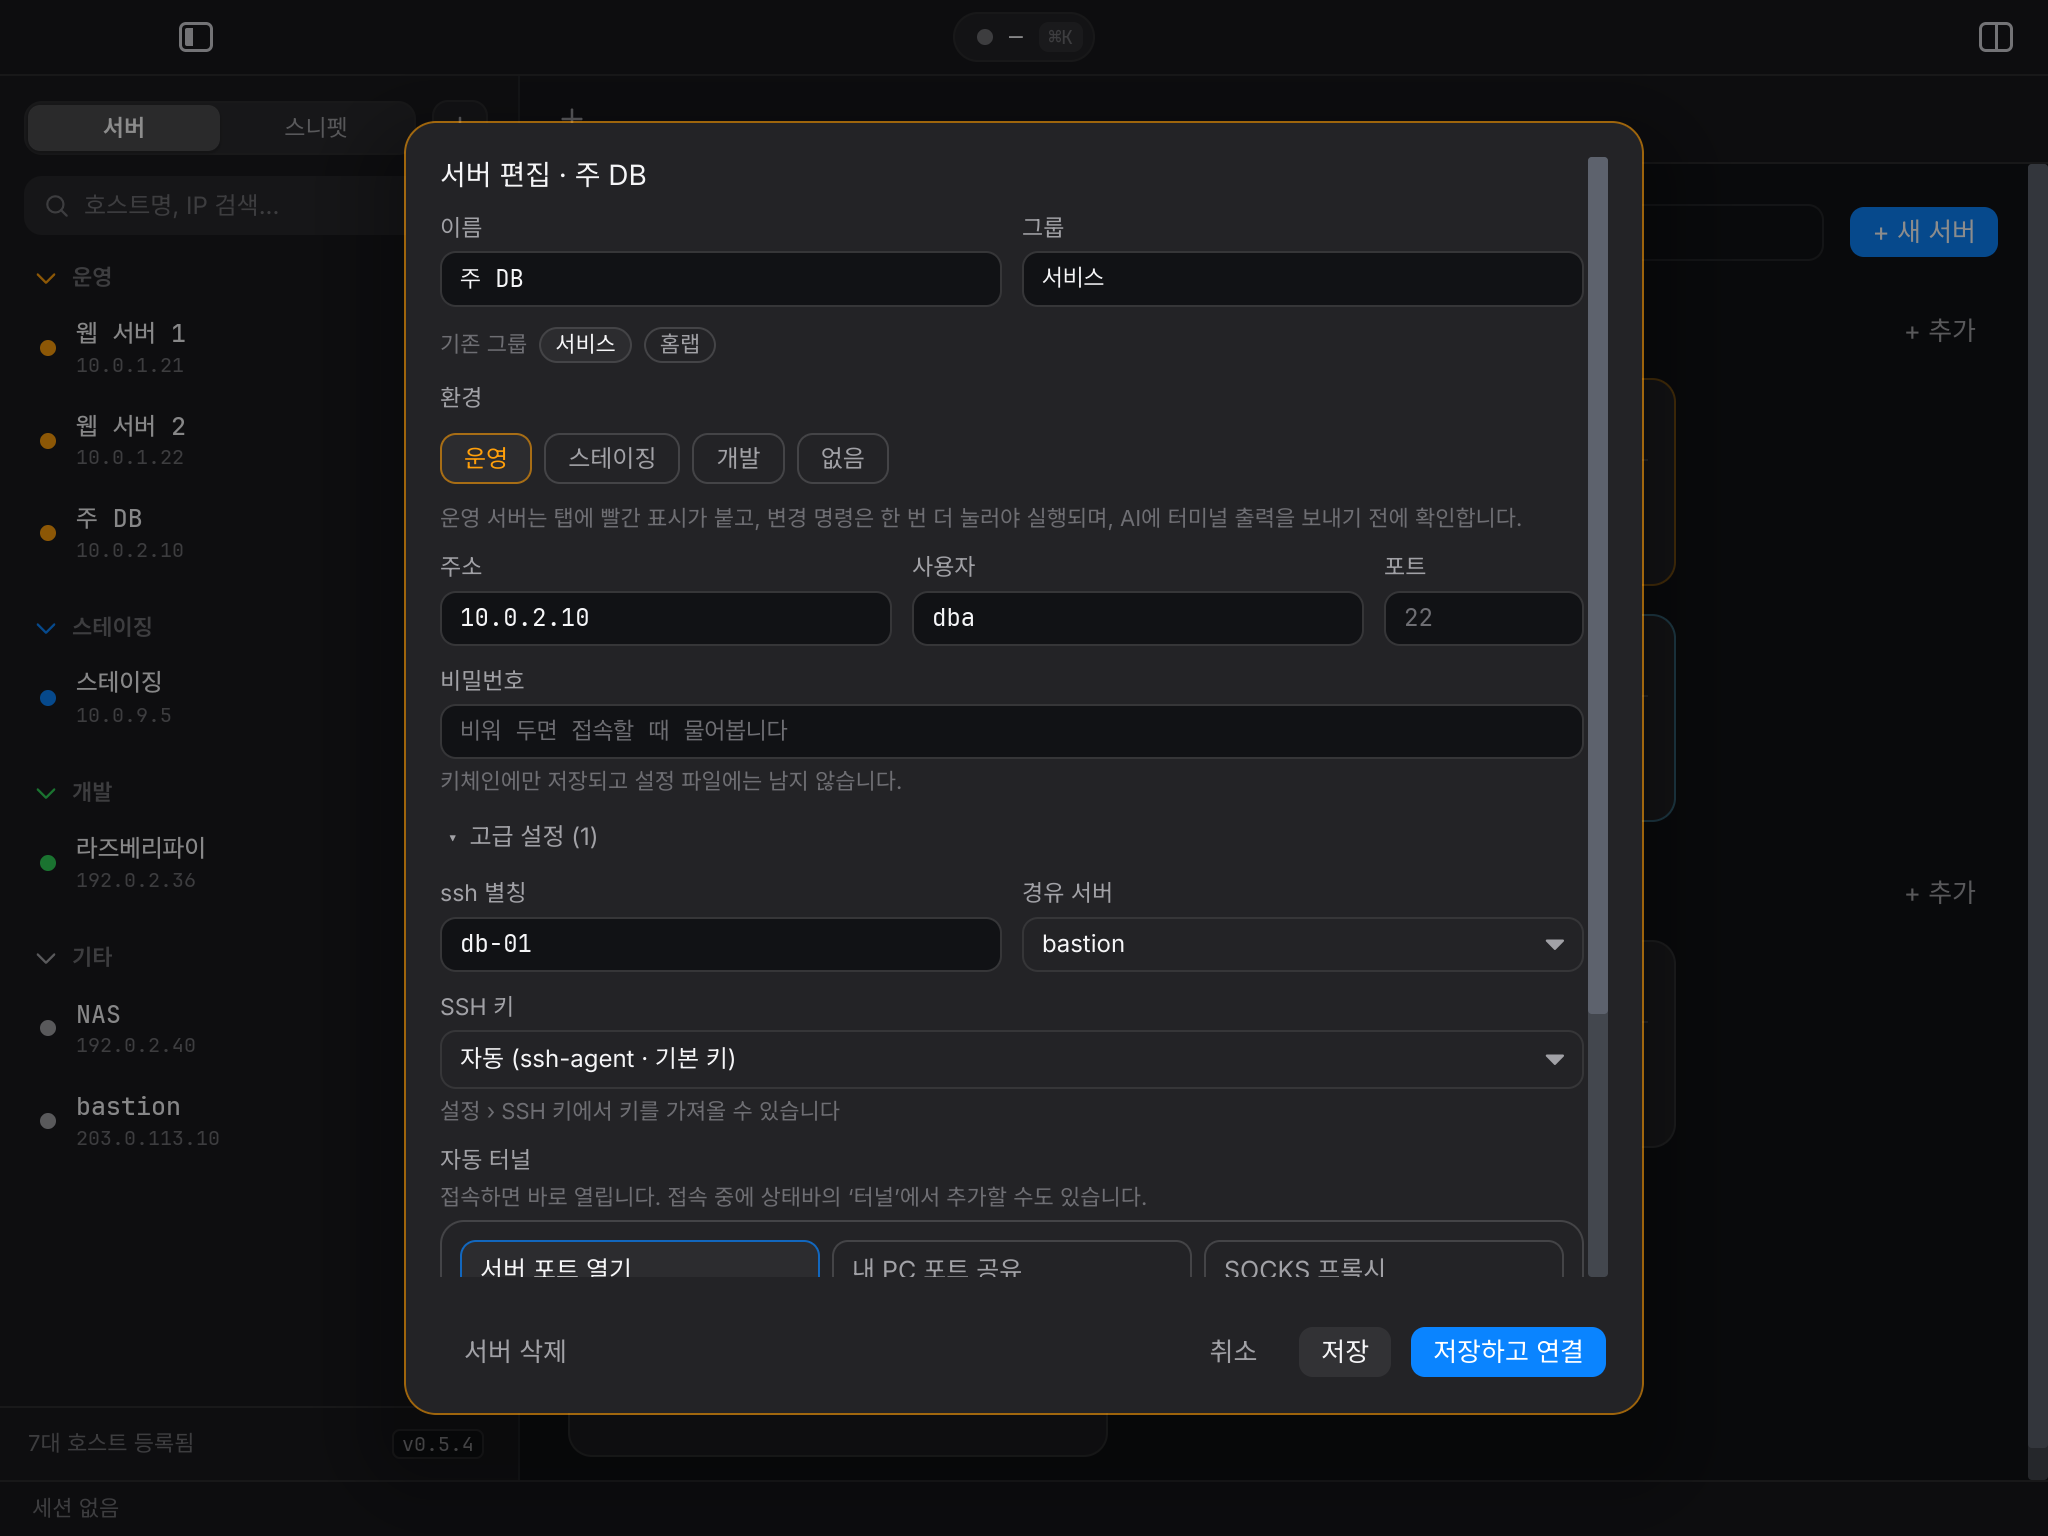 – ⌘K
서버 스니펫 +
+
호스트명, IP 검색...
+ 새 서버
운영
웹 서버 1
10.0.1.21
웹 서버 2
10.0.1.22
주 DB
10.0.2.10
스테이징
스테이징
10.0.9.5
개발
라즈베리파이
192.0.2.36
기타
NAS
192.0.2.40
bastion
203.0.113.10
7대 호스트 등록됨 v0.5.4
세션 없음
+ 추가
+ 추가
서버 편집 · 주 DB
이름 그룹
주 DB 서비스
기존 그룹 서비스 홈랩
환경
운영 스테이징 개발 없음
운영 서버는 탭에 빨간 표시가 붙고, 변경 명령은 한 번 더 눌러야 실행되며, AI에 터미널 출력을 보내기 전에 확인합니다.
주소 사용자 포트
10.0.2.10 dba 22
비밀번호
비워 두면 접속할 때 물어봅니다
키체인에만 저장되고 설정 파일에는 남지 않습니다.
▾ 고급 설정 (1)
ssh 별칭 경유 서버
db-01 bastion
SSH 키
자동 (ssh-agent · 기본 키)
설정 › SSH 키에서 키를 가져올 수 있습니다
자동 터널
접속하면 바로 열립니다. 접속 중에 상태바의 ‘터널’에서 추가할 수도 있습니다.
서버 포트 열기 내 PC 포트 공유 SOCKS 프록시
서버 삭제 취소 저장 저장하고 연결